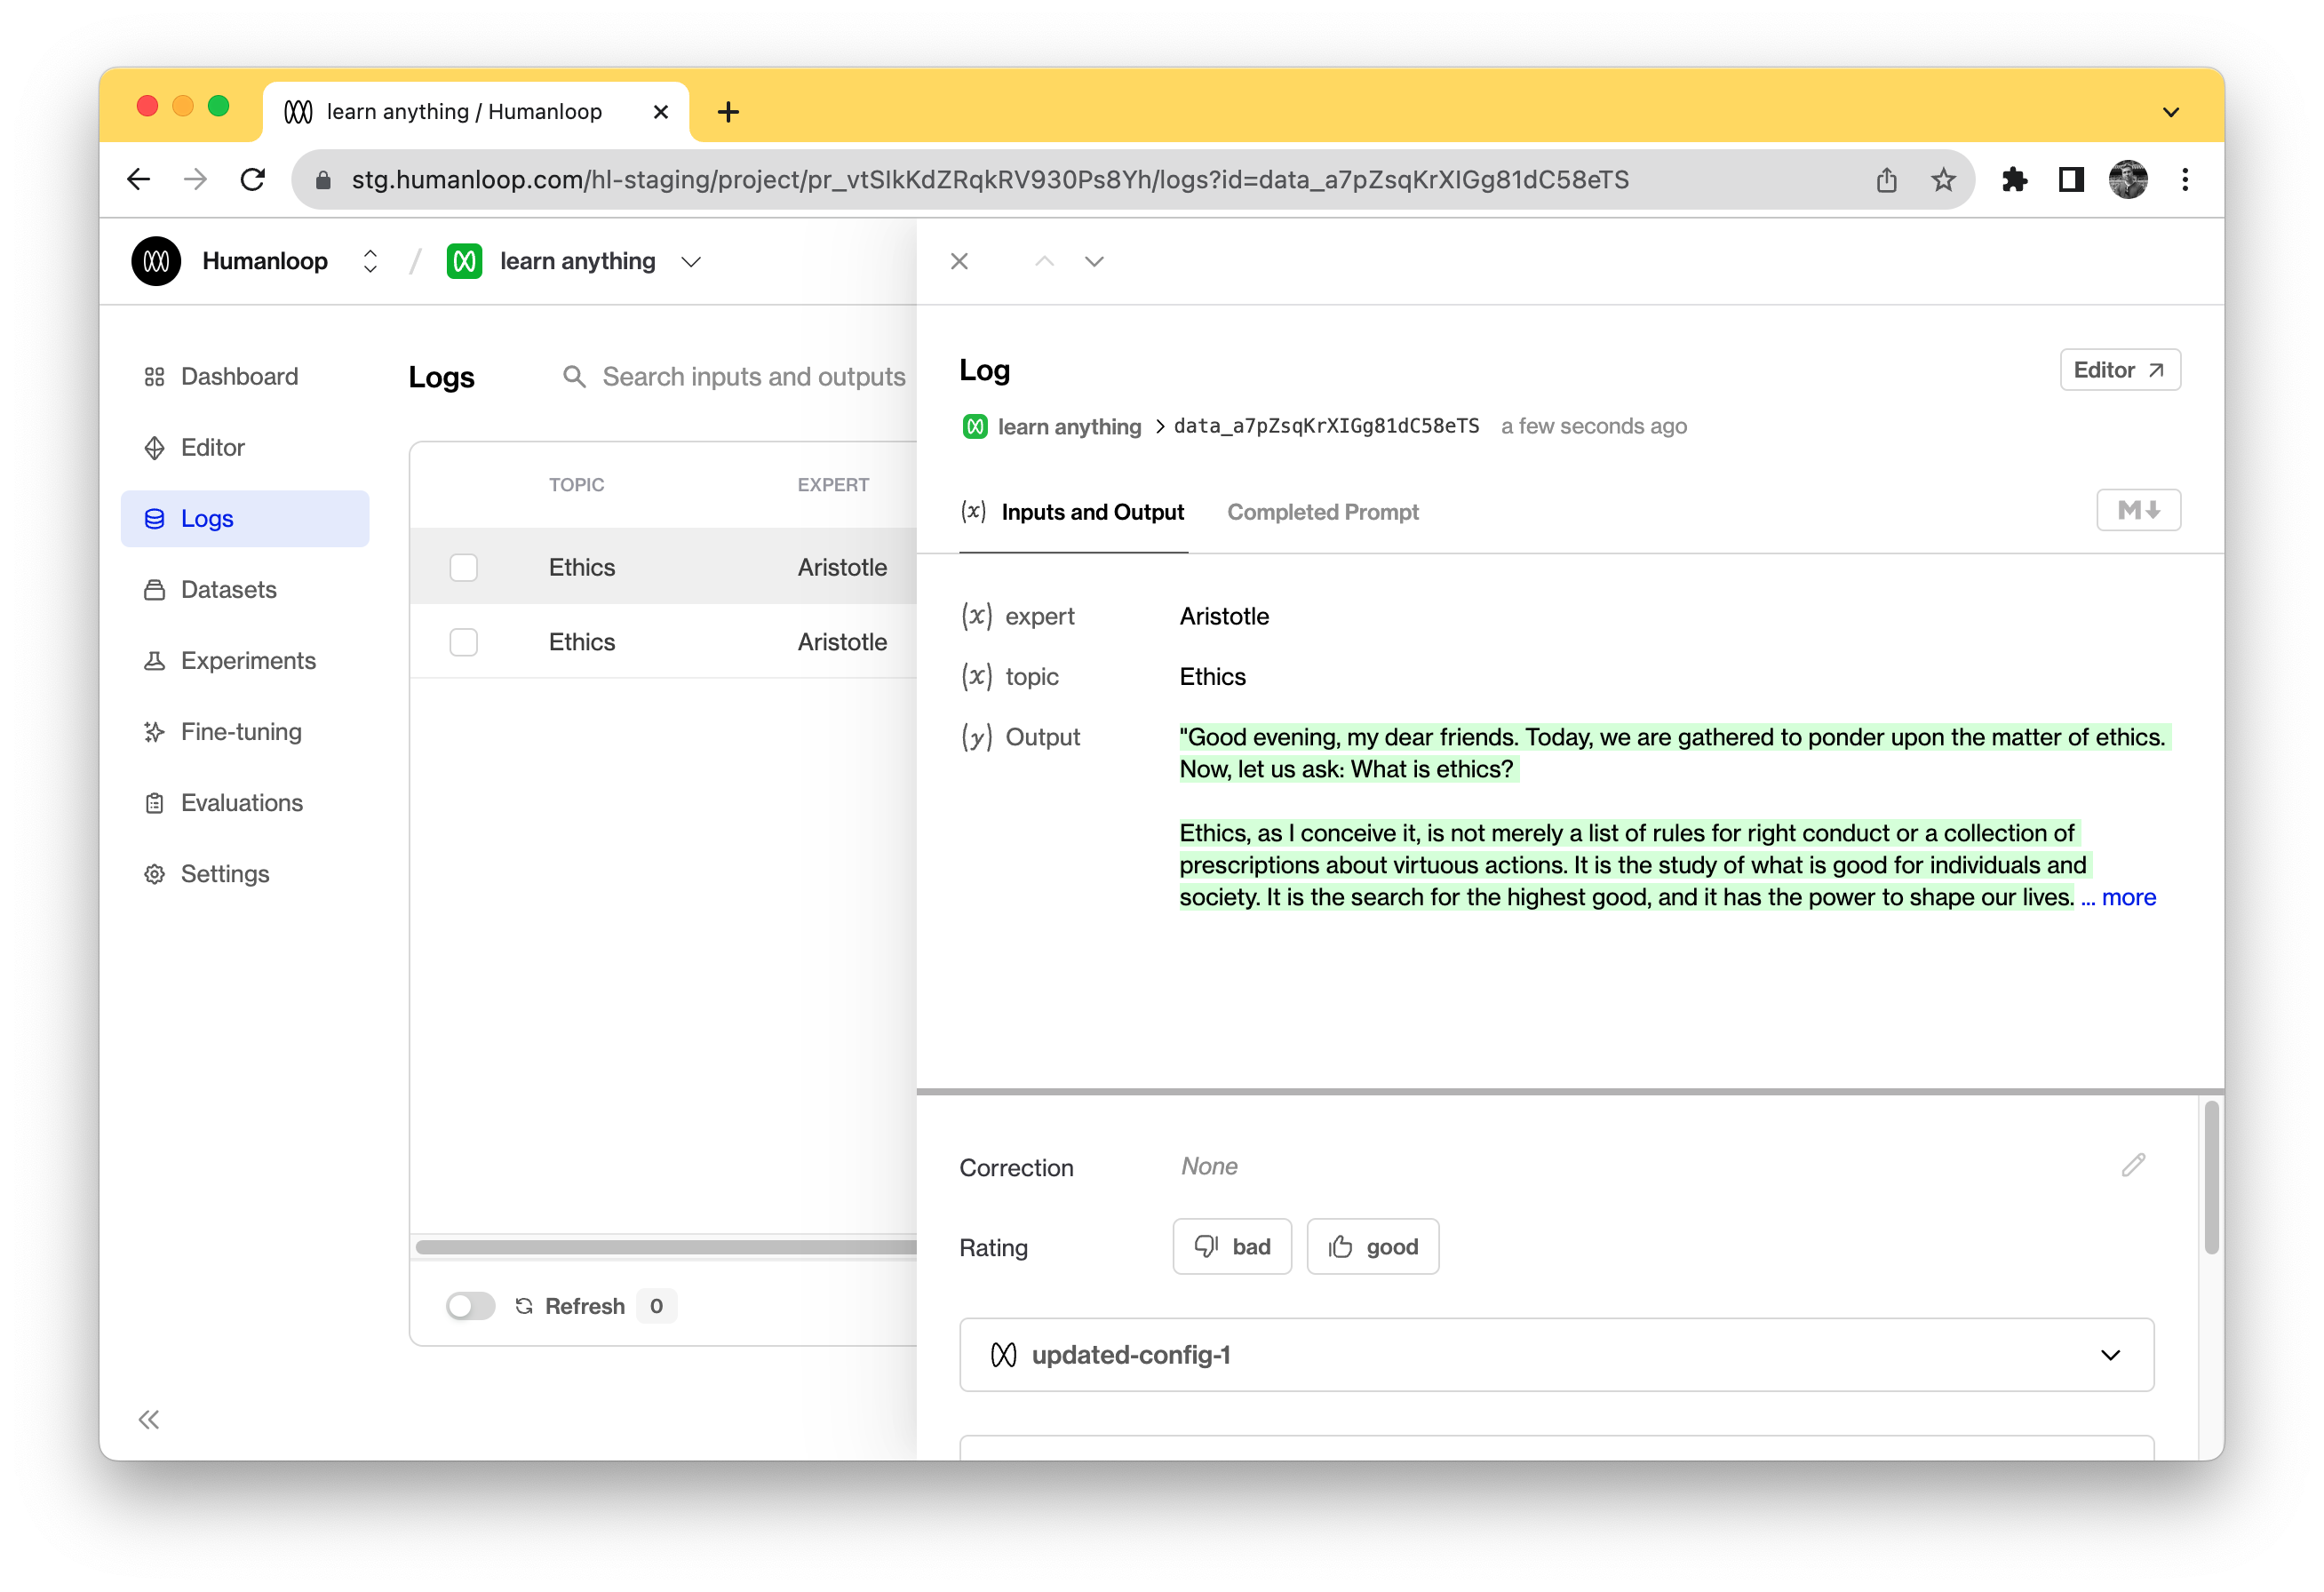 learn anything / Humanloop
stg.humanloop.com/hl-staging/project/pr_vtSIkKdZRqkRV930Ps8Yh/logs?id=data_a7pZsqKrXIGg81dC58eTS
Humanloop / learn anything
Dashboard
Editor
Logs
Datasets
Experiments
Fine-tuning
Evaluations
Settings
Logs
Search inputs and outputs
TOPIC EXPERT
Ethics Aristotle
Ethics Aristotle
Refresh 0
Log
Editor
learn anything > data_a7pZsqKrXIGg81dC58eTS a few seconds ago
(x) Inputs and Output Completed Prompt
M
(x) expert Aristotle
(x) topic Ethics
(y) Output "Good evening, my dear friends. Today, we are gathered to ponder upon the matter of ethics.
Now, let us ask: What is ethics?
Ethics, as I conceive it, is not merely a list of rules for right conduct or a collection of
prescriptions about virtuous actions. It is the study of what is good for individuals and
society. It is the search for the highest good, and it has the power to shape our lives. ... more
Correction None
Rating bad good
updated-config-1